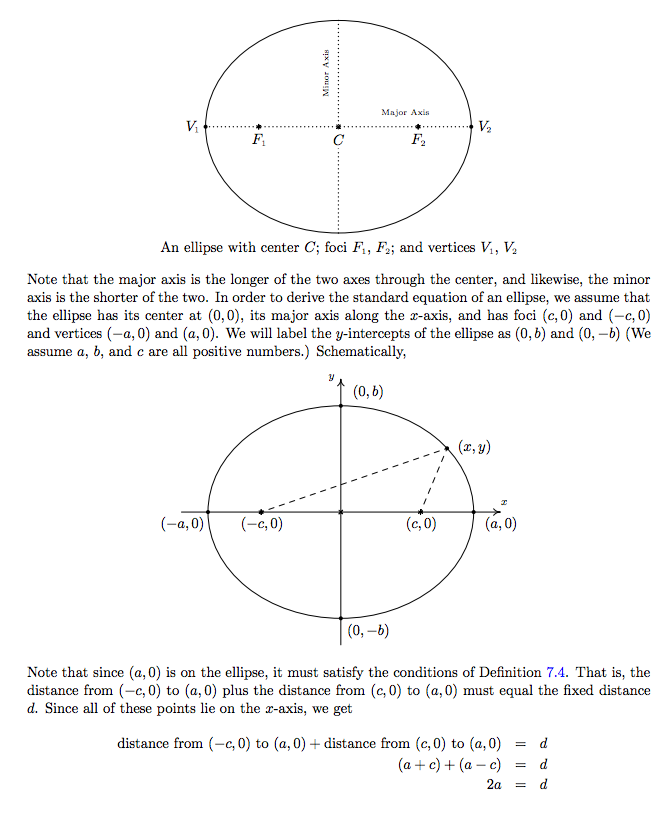 Minor Axis
Major Axis
V₁
F₁
C
F₂
V₂
An ellipse with center C; foci F₁, F₂; and vertices V₁, V₂
Note that the major axis is the longer of the two axes through the center, and likewise, the minor
axis is the shorter of the two. In order to derive the standard equation of an ellipse, we assume that
the ellipse has its center at (0, 0), its major axis along the x-axis, and has foci (c, 0) and (−c, 0)
and vertices (−a, 0) and (a, 0). We will label the y-intercepts of the ellipse as (0, b) and (0, −b) (We
assume a, b, and c are all positive numbers.) Schematically,
y
(0, b)
(x, y)
x
(−a, 0)
(−c, 0)
(c, 0)
(a, 0)
(0, −b)
Note that since (a, 0) is on the ellipse, it must satisfy the conditions of Definition 7.4. That is, the
distance from (−c, 0) to (a, 0) plus the distance from (c, 0) to (a, 0) must equal the fixed distance
d. Since all of these points lie on the x-axis, we get
distance from (−c, 0) to (a, 0) + distance from (c, 0) to (a, 0) = d
(a + c) + (a − c) = d
2a = d